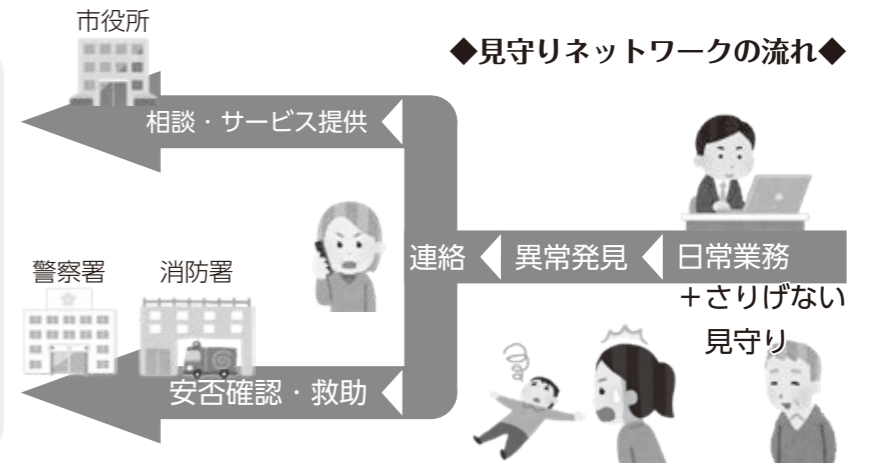 ◆見守りネットワークの流れ◆
市役所
相談・サービス提供
警察署
消防署
安否確認・救助
連絡
異常発見
日常業務
＋さりげない
見守り